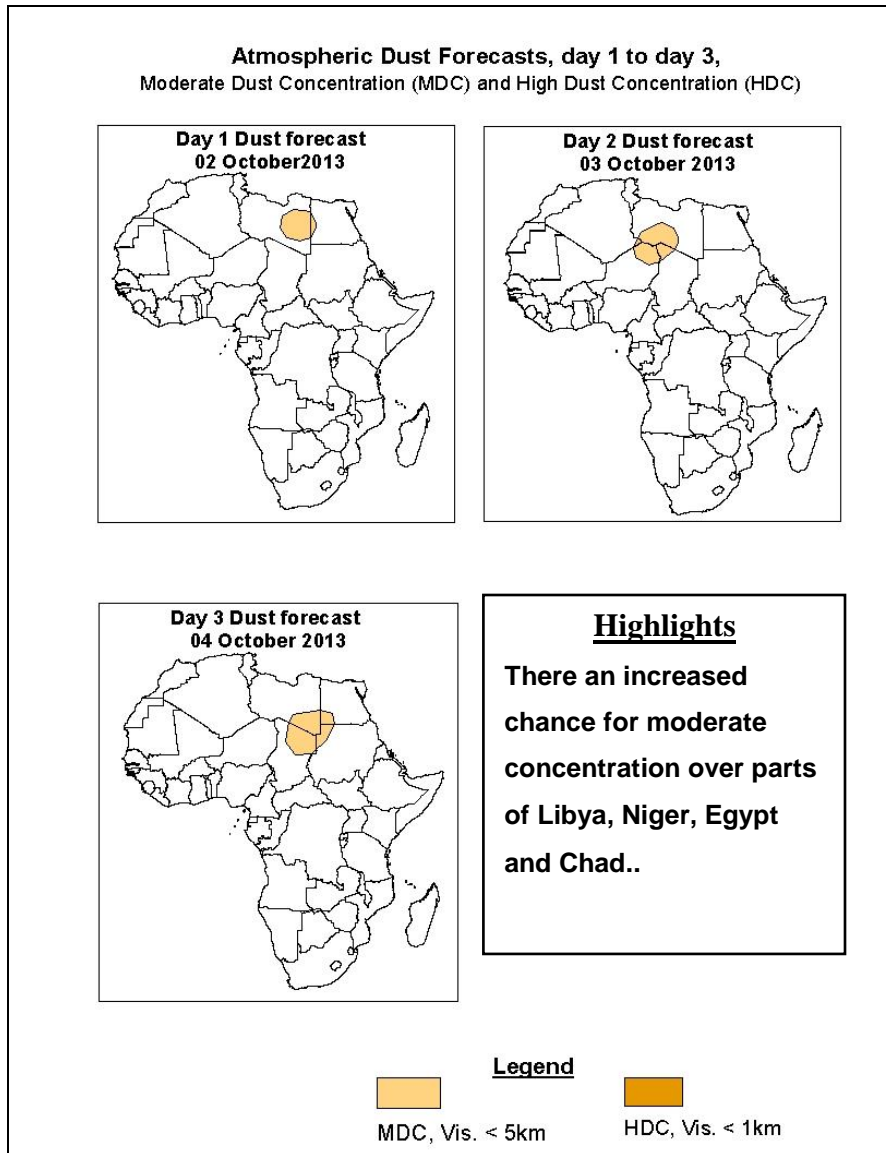 Atmospheric Dust Forecasts, day 1 to day 3,
Moderate Dust Concentration (MDC) and High Dust Concentration (HDC)
Day 1 Dust forecast
02 October2013
Day 2 Dust forecast
03 October 2013
Day 3 Dust forecast
04 October 2013
Highlights
There an increased
chance for moderate
concentration over parts
of Libya, Niger, Egypt
and Chad..
Legend
MDC, Vis. < 5km
HDC, Vis. < 1km